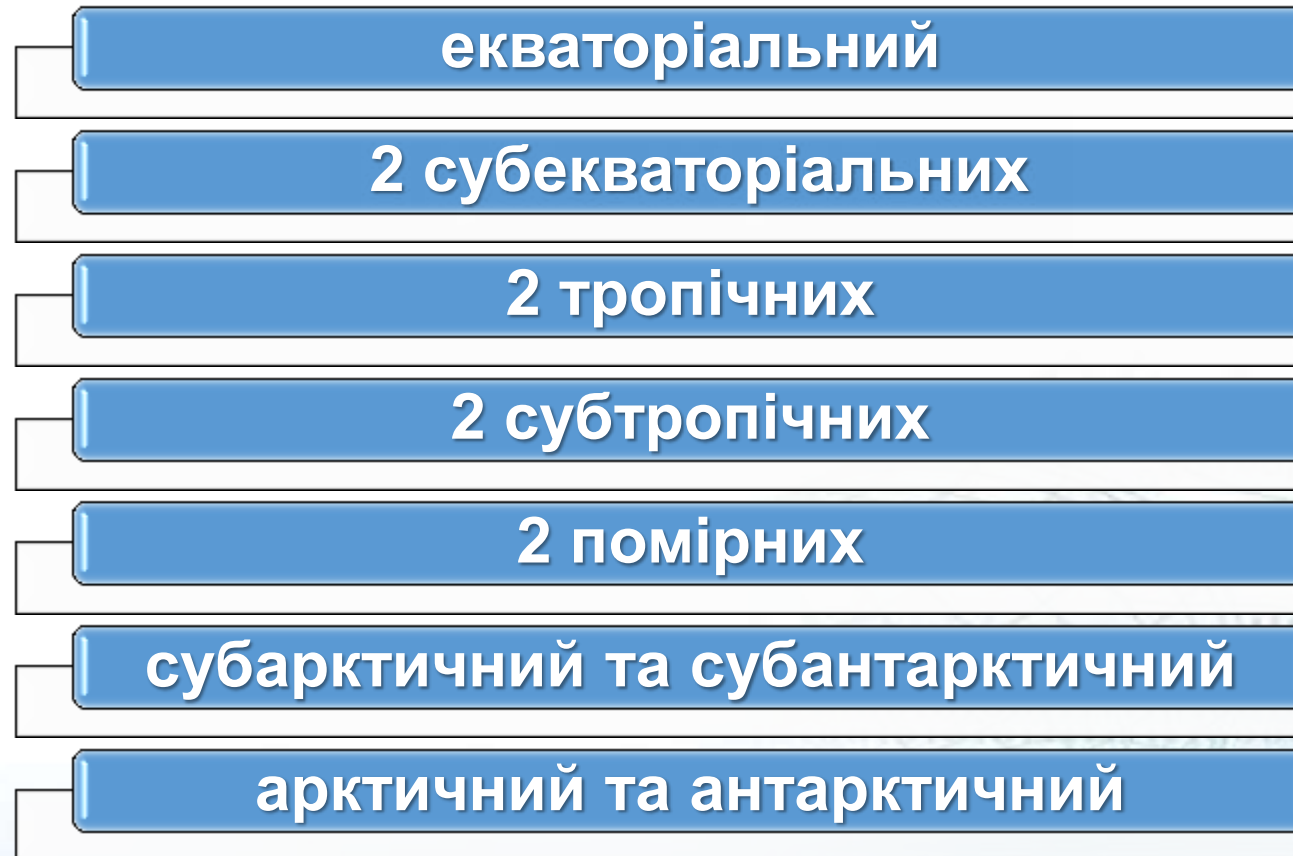 екваторіальний
2 субекваторіальних
2 тропічних
2 субтропічних
2 помірних
субарктичний та субантарктичний
арктичний та антарктичний